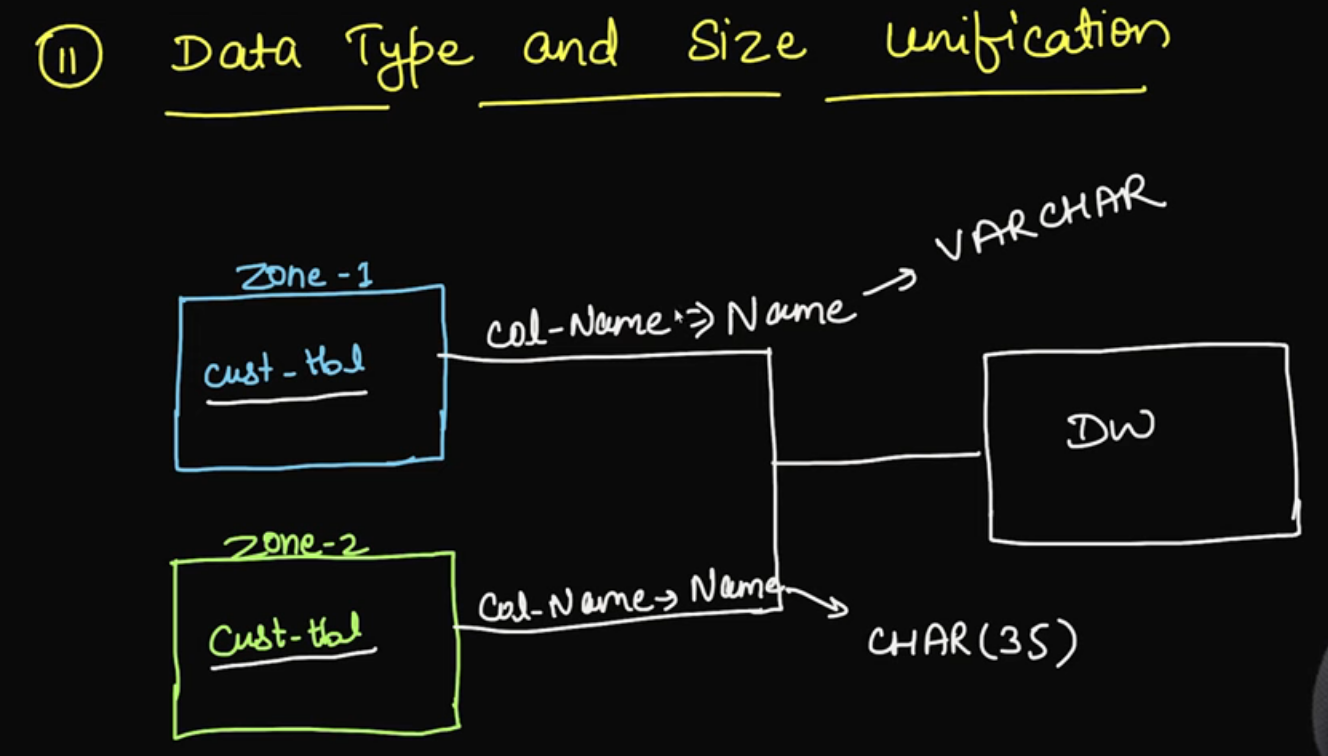 11 Data Type and Size unification
VARCHAR
Zone-1
col-Name => Name
cust-tbl
DW
Zone-2
Col-Name → Name
Cust-tbl
CHAR(35)